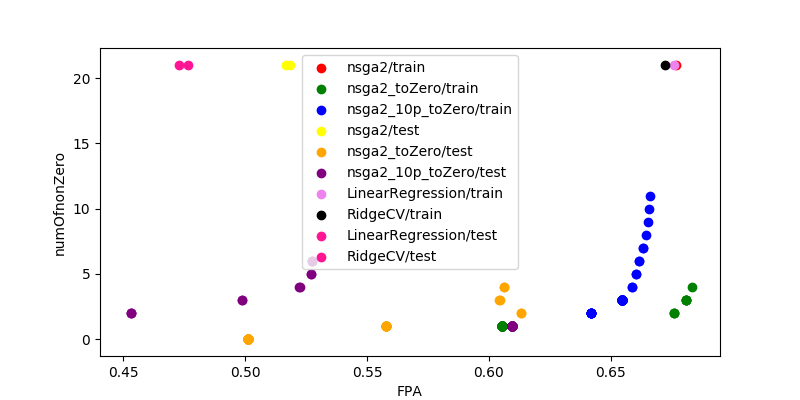 nsga2/train
nsga2_toZero/train
nsga2_10p_toZero/train
nsga2/test
nsga2_toZero/test
nsga2_10p_toZero/test
LinearRegression/train
RidgeCV/train
LinearRegression/test
RidgeCV/test
numOfnonZero
20
15
10
5
0
0.45 0.50 0.55 0.60 0.65
FPA